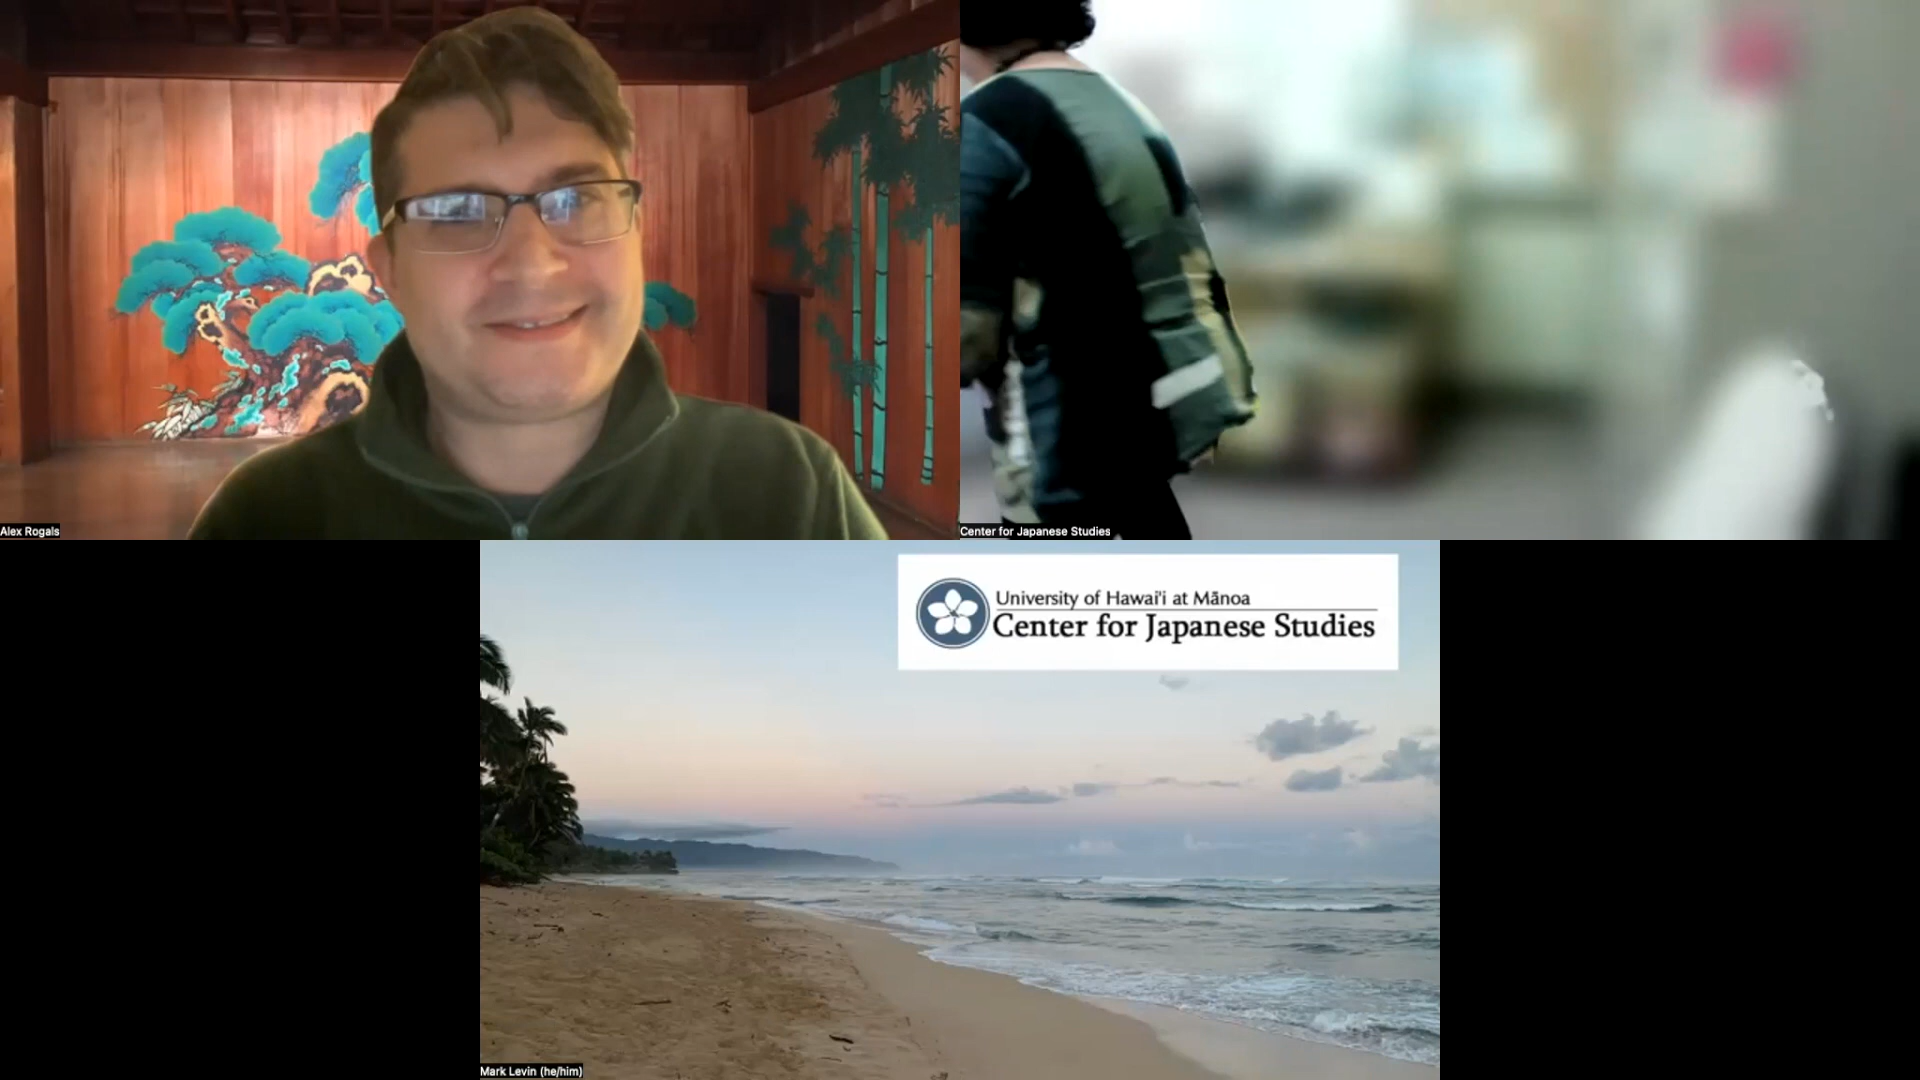 Alex Rogals
Center for Japanese Studies
University of Hawai'i at Mānoa
Center for Japanese Studies
Mark Levin (he/him)